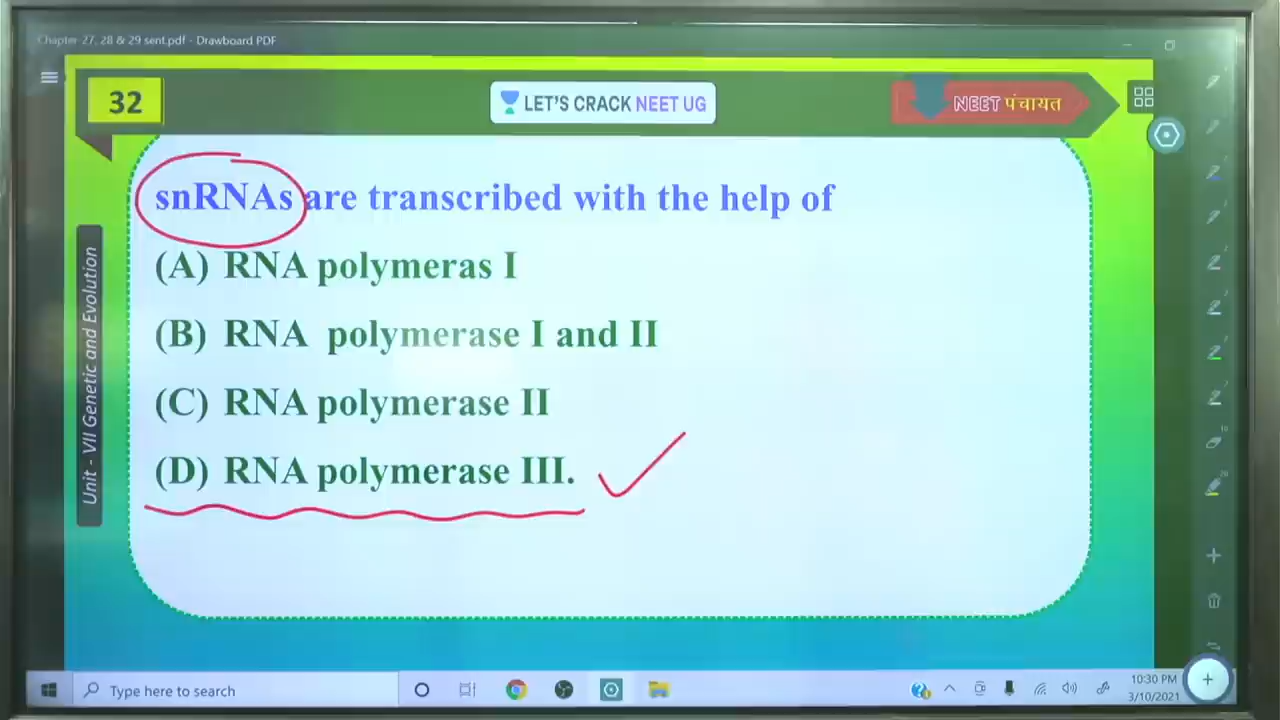 Chapter 27, 28 & 29 sent.pdf - Drawboard PDF
32
LET'S CRACK NEET UG
NEET पंचायत
snRNAs are transcribed with the help of
(A) RNA polymeras I
(B) RNA polymerase I and II
(C) RNA polymerase II
(D) RNA polymerase III.
Unit - VII Genetic and Evolution
Type here to search
10:30 PM
3/10/2021